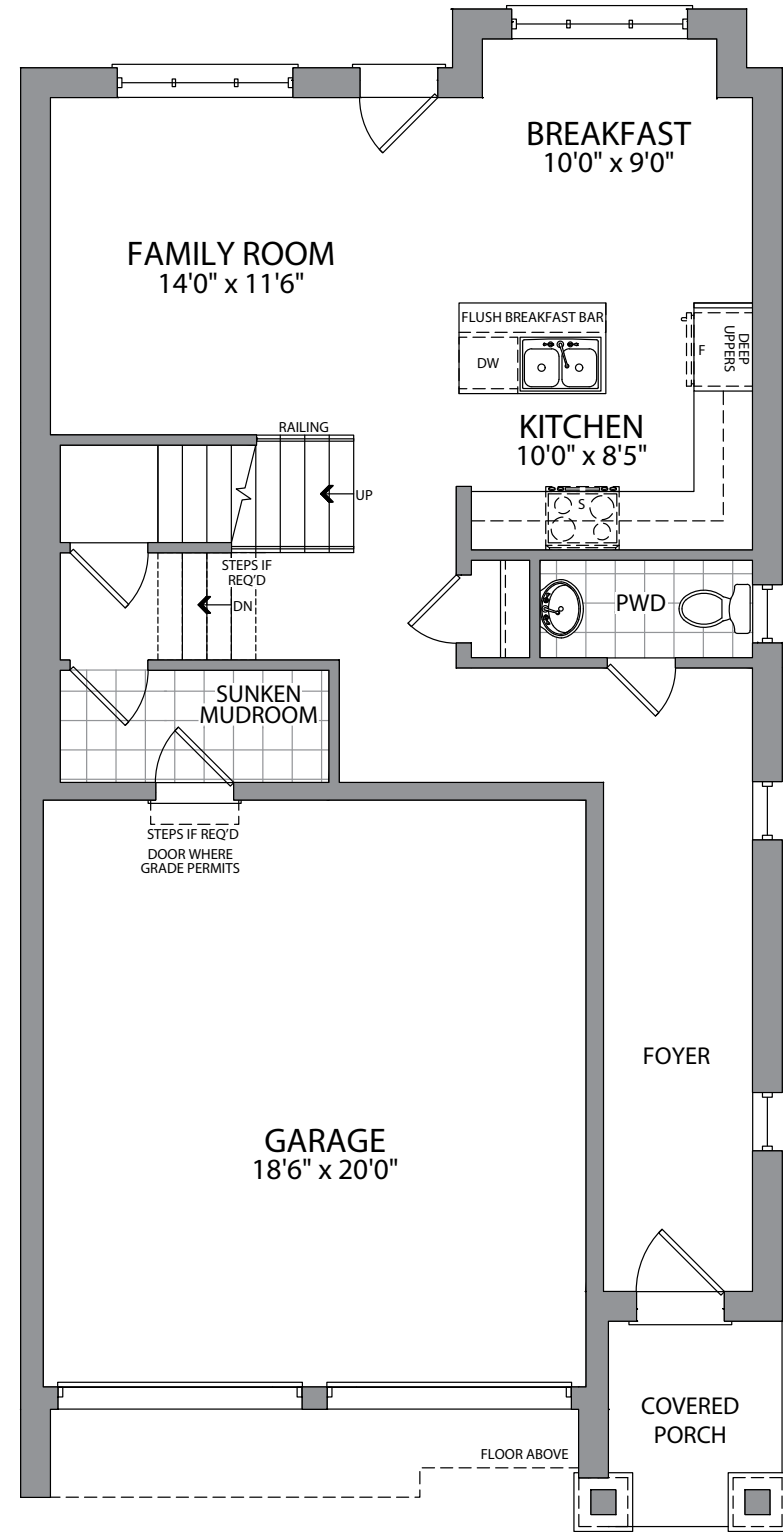 BREAKFAST
10'0" x 9'0"
FAMILY ROOM
14'0" x 11'6"
FLUSH BREAKFAST BAR
DW
F
DEEP
UPPERS
KITCHEN
10'0" x 8'5"
S
RAILING
UP
STEPS IF
REQ'D
DN
PWD
SUNKEN
MUDROOM
STEPS IF REQ'D
DOOR WHERE
GRADE PERMITS
FOYER
GARAGE
18'6" x 20'0"
COVERED
PORCH
FLOOR ABOVE